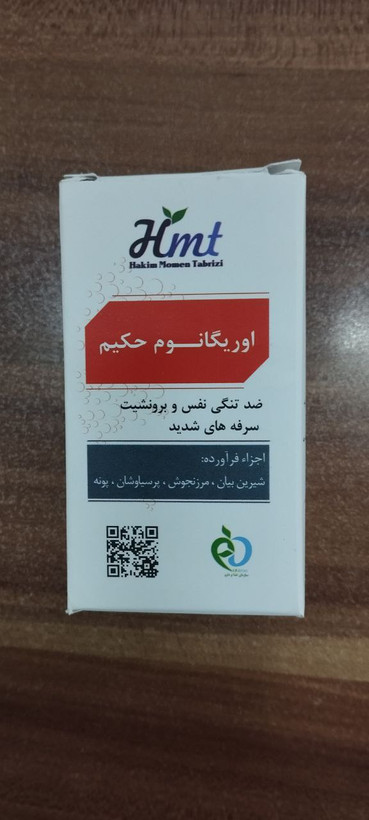 Hmt
Hakim Momen Tabrizi
اوریگانـــوم حکیم
ضد تنگی نفس و برونشیت
سرفه های شدید
اجزاء فرآورده:
شیرین بیان ، مرزنجوش ، پرسیاوشان ، پونه